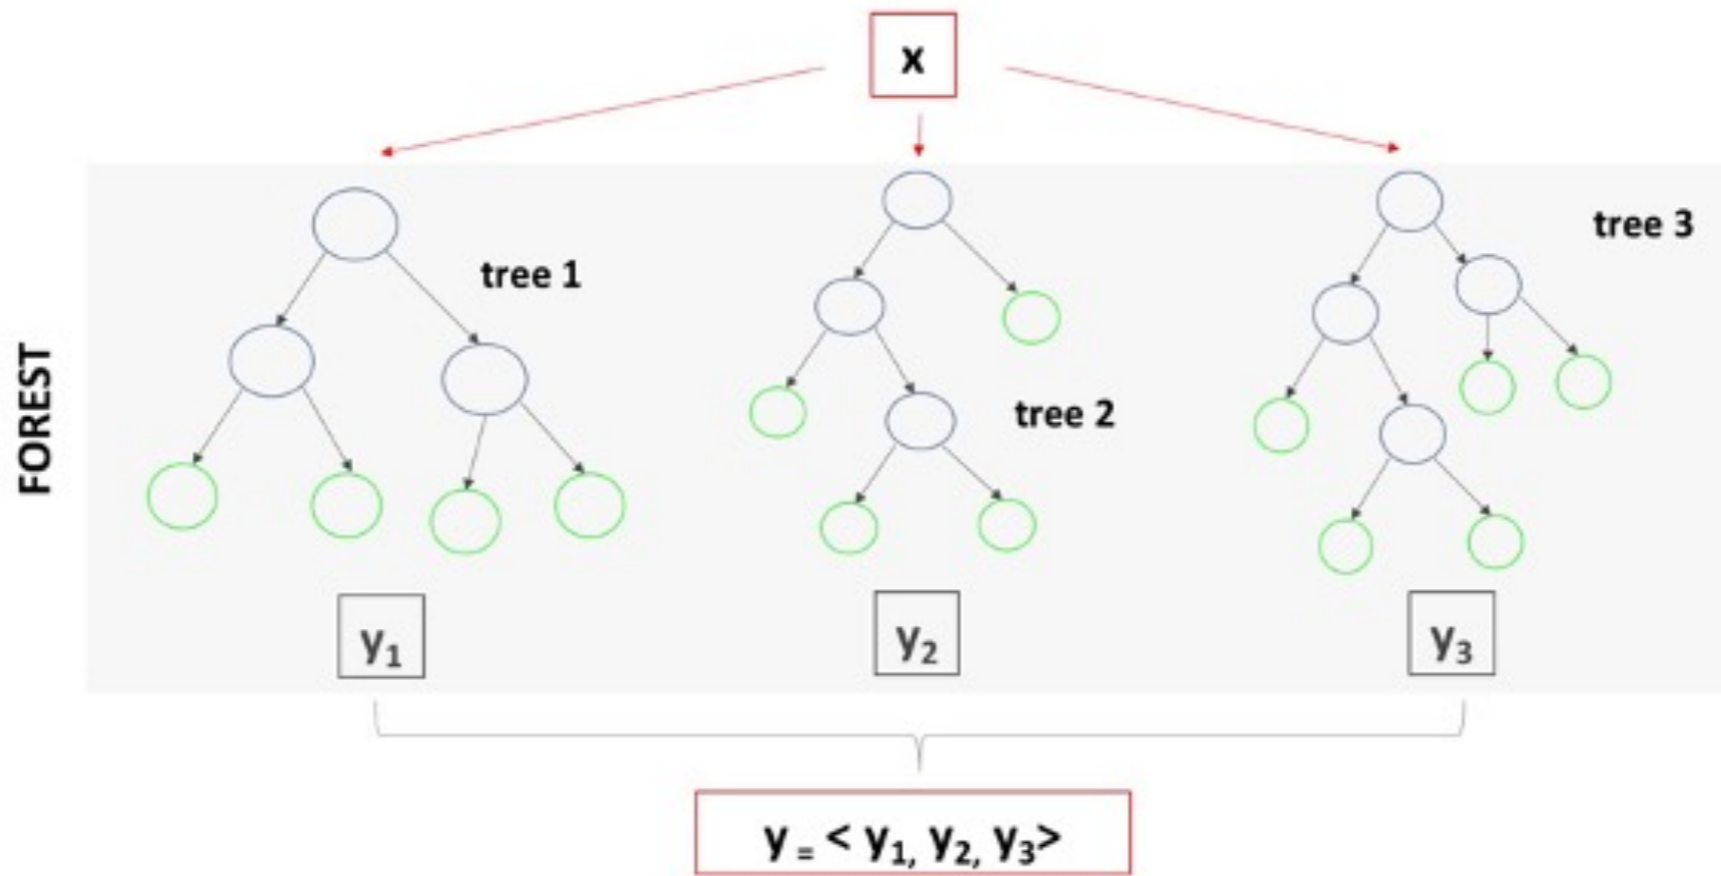 x
tree 1
tree 2
tree 3
FOREST
y₁
y₂
y₃
y = < y₁, y₂, y₃>